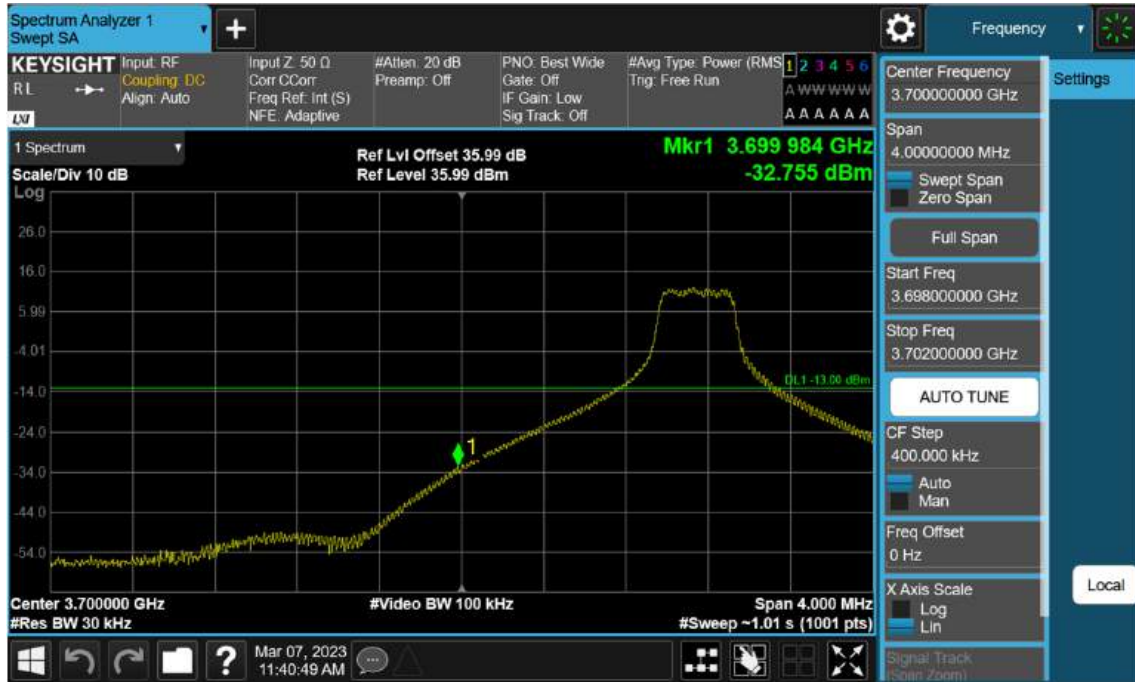 Spectrum Analyzer 1
Swept SA
Frequency
KEYSIGHT
R L
LXI
Input: RF
Coupling: DC
Align: Auto
Input Z: 50 Ω
Corr CCorr
Freq Ref: Int (S)
NFE: Adaptive
#Atten: 20 dB
Preamp: Off
PNO: Best Wide
Gate: Off
IF Gain: Low
Sig Track: Off
#Avg Type: Power (RMS
Trig: Free Run
1 2 3 4 5 6
A W W W W W
A A A A A A
1 Spectrum
Scale/Div 10 dB
Ref Lvl Offset 35.99 dB
Ref Level 35.99 dBm
Mkr1 3.699 984 GHz
-32.755 dBm
Log
26.0
16.0
5.99
-4.01
-14.0
-24.0
-34.0
-44.0
-54.0
DL1 -13.00 dBm
1
Center 3.700000 GHz
#Res BW 30 kHz
#Video BW 100 kHz
Span 4.000 MHz
#Sweep ~1.01 s (1001 pts)
Center Frequency
3.700000000 GHz
Span
4.00000000 MHz
Swept Span
Zero Span
Full Span
Start Freq
3.698000000 GHz
Stop Freq
3.702000000 GHz
AUTO TUNE
CF Step
400.000 kHz
Auto
Man
Freq Offset
0 Hz
X Axis Scale
Log
Lin
Signal Track
(Span Zoom)
Settings
Local
?
Mar 07, 2023
11:40:49 AM